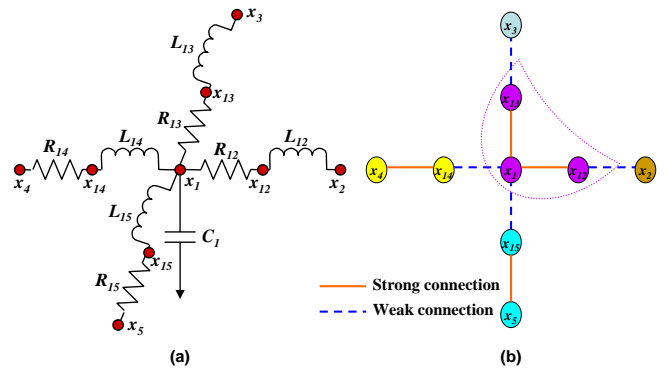 x3
L13
x13
R13
R14
L14
R12
L12
x4
x14
x1
x12
x2
L15
C1
x15
R15
x5
(a)
x3
x13
x4
x14
x1
x12
x2
x15
x5
Strong connection
Weak connection
(b)